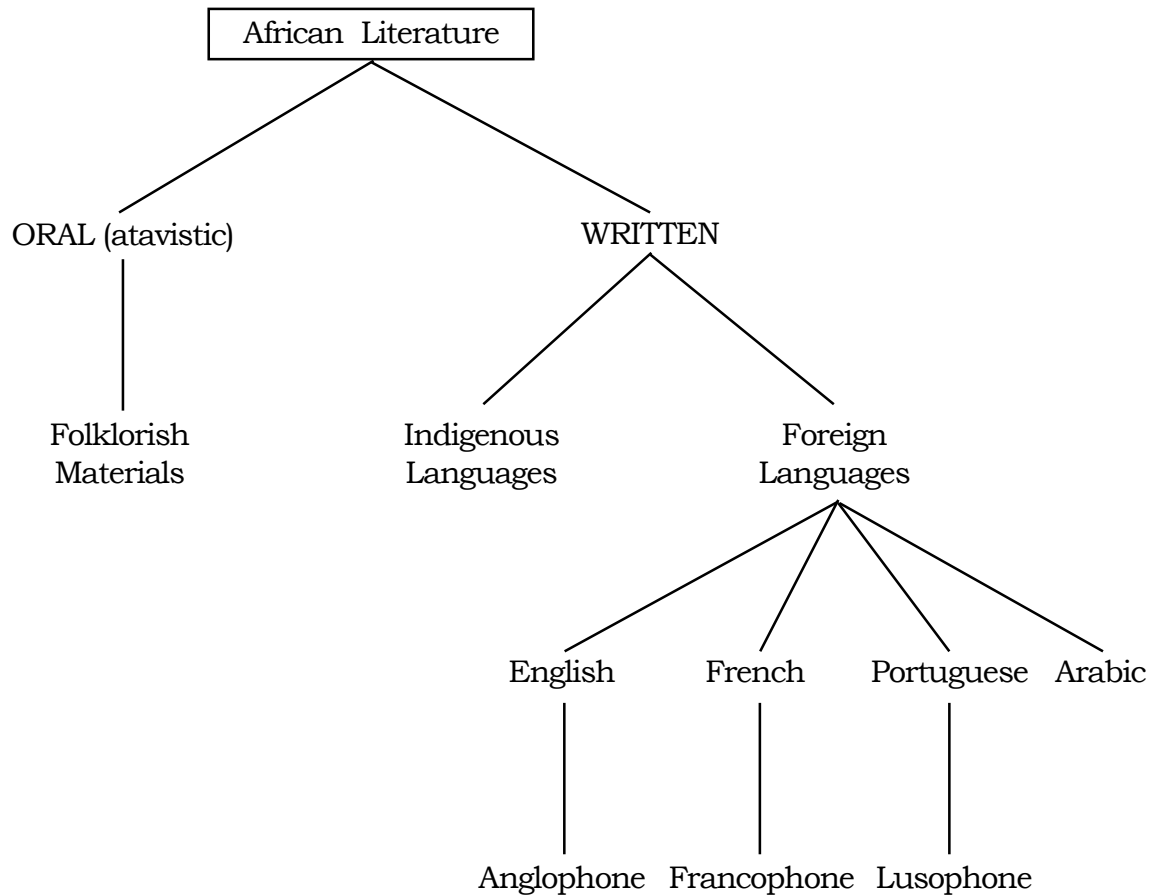 African Literature
ORAL (atavistic)
WRITTEN
Folklorish
Materials
Indigenous
Languages
Foreign
Languages
English
French
Portuguese
Arabic
Anglophone
Francophone
Lusophone